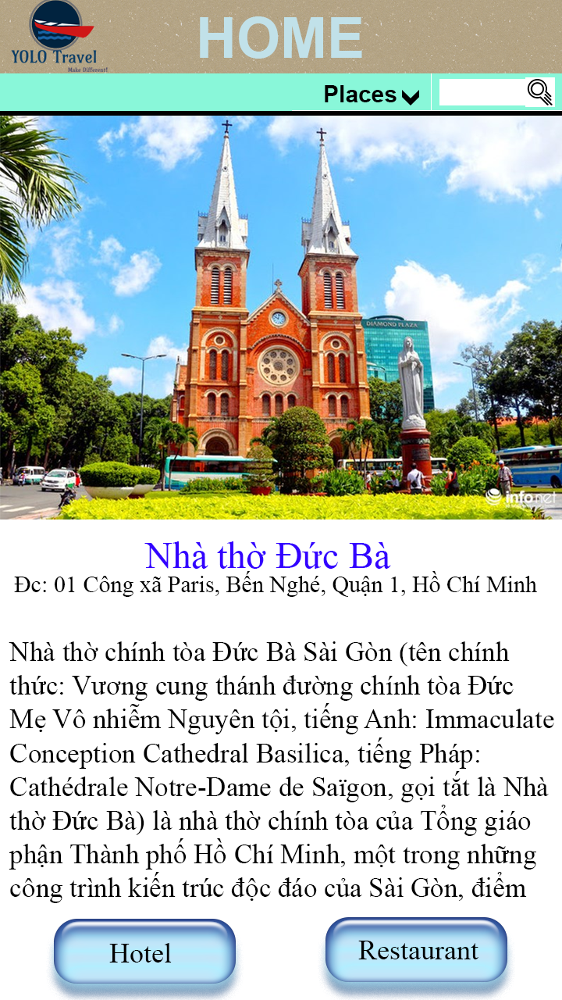 HOME
YOLO Travel
Make Different!
Places
DIAMOND PLAZA
infonet
Nhà thờ Đức Bà
Đc: 01 Công xã Paris, Bến Nghé, Quận 1, Hồ Chí Minh
Nhà thờ chính tòa Đức Bà Sài Gòn (tên chính
thức: Vương cung thánh đường chính tòa Đức
Mẹ Vô nhiễm Nguyên tội, tiếng Anh: Immaculate
Conception Cathedral Basilica, tiếng Pháp:
Cathédrale Notre-Dame de Saïgon, gọi tắt là Nhà
thờ Đức Bà) là nhà thờ chính tòa của Tổng giáo
phận Thành phố Hồ Chí Minh, một trong những
công trình kiến trúc độc đáo của Sài Gòn, điểm
Hotel
Restaurant